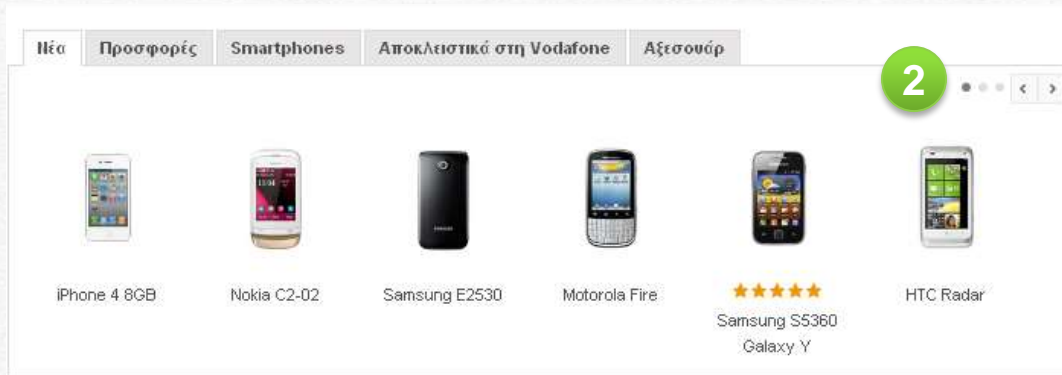 Νέα Προσφορές Smartphones Αποκλειστικά στη Vodafone Αξεσουάρ
2
iPhone 4 8GB Nokia C2-02 Samsung E2530 Motorola Fire HTC Radar
Samsung S5360
Galaxy Y